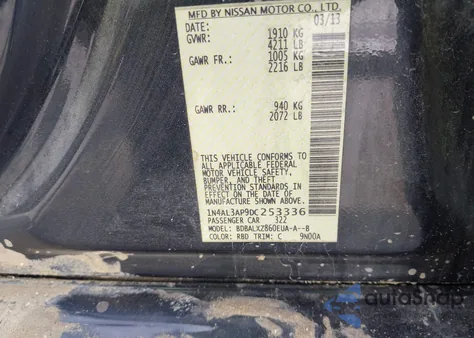 MFD BY NISSAN MOTOR CO., LTD.
DATE: 03/13
GVWR: 1910 KG
4211 LB
GAWR FR.: 1005 KG
2216 LB
GAWR RR.: 940 KG
2072 LB
THIS VEHICLE CONFORMS TO
ALL APPLICABLE FEDERAL
MOTOR VEHICLE SAFETY,
BUMPER, AND THEFT
PREVENTION STANDARDS
IN EFFECT ON THE DATE OF
MANUFACTURE SHOWN ABOVE.
1N4AL3AP9DC253336
PASSENGER CAR 322
MODEL: BDBALXZ860EUA-A--B
COLOR: RBD TRIM: C 9N00A
autoSnap